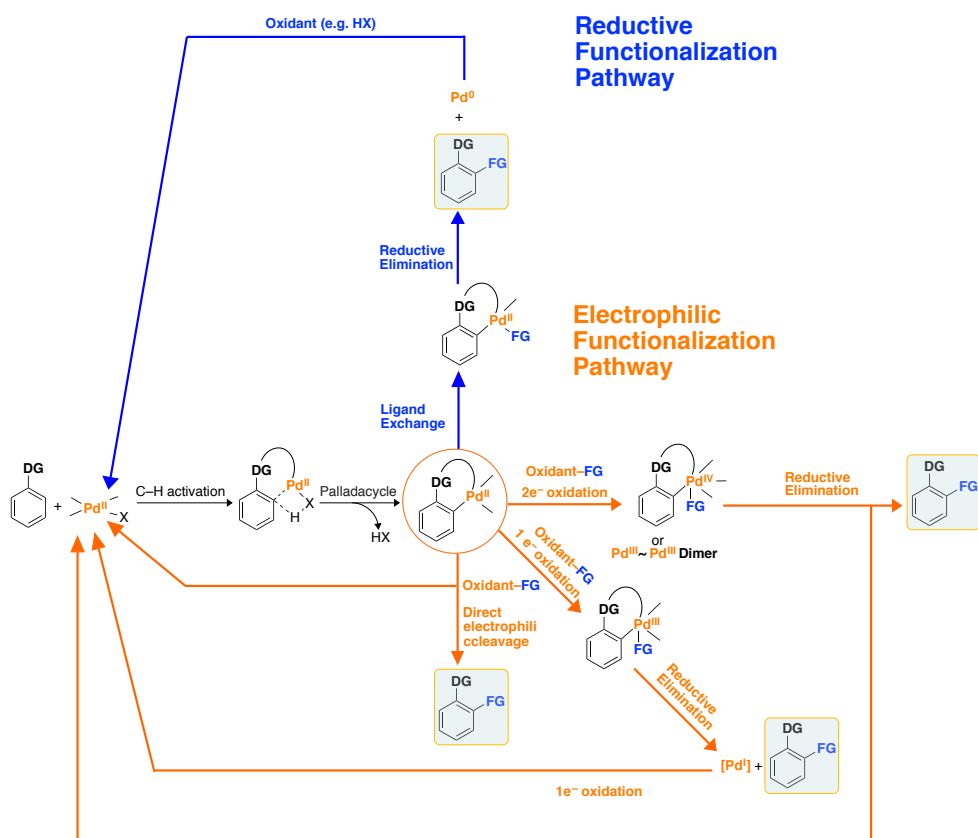 Oxidant (e.g. HX)
Reductive
Functionalization
Pathway
Pd⁰
+
DG
FG
Reductive
Elimination
DG
Pdᴵᴵ
FG
Electrophilic
Functionalization
Pathway
Ligand
Exchange
DG
+
Pdᴵᴵ
X
C–H activation
DG
Pdᴵᴵ
H
X
Palladacycle
HX
DG
Pdᴵᴵ
Oxidant–FG
2e⁻ oxidation
DG
Pdᴵⱽ
FG
or
Pdᴵᴵᴵ~ Pdᴵᴵᴵ Dimer
Reductive
Elimination
DG
FG
Oxidant–FG
1 e⁻ oxidation
Oxidant–FG
Direct
electrophili
ccleavage
DG
FG
DG
Pdᴵᴵᴵ
FG
Reductive
Elimination
[Pdᴵ] +
DG
FG
1e⁻ oxidation